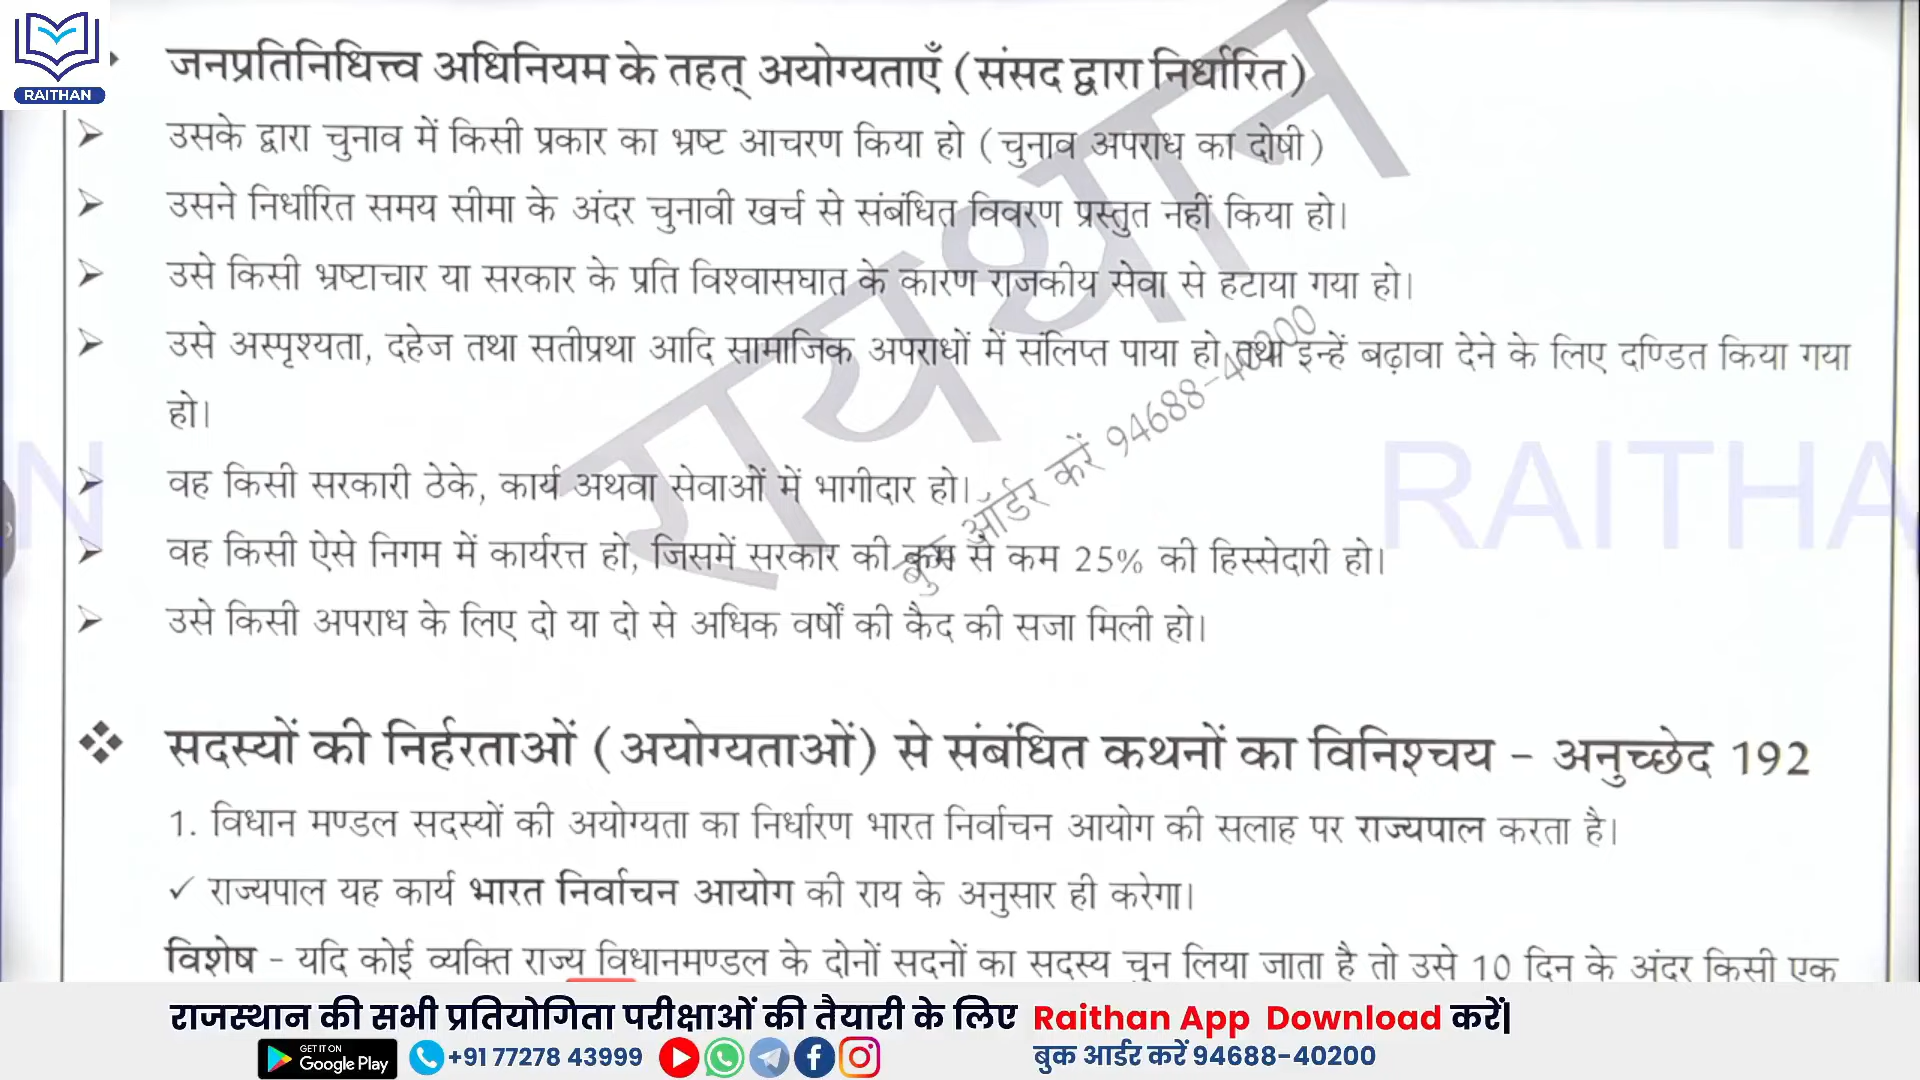 RAITHAN
जनप्रतिनिधित्त्व अधिनियम के तहत् अयोग्यताएँ (संसद द्वारा निर्धारित)
➤ उसके द्वारा चुनाव में किसी प्रकार का भ्रष्ट आचरण किया हो (चुनाव अपराध का दोषी)
➤ उसने निर्धारित समय सीमा के अंदर चुनावी खर्च से संबंधित विवरण प्रस्तुत नहीं किया हो।
➤ उसे किसी भ्रष्टाचार या सरकार के प्रति विश्वासघात के कारण राजकीय सेवा से हटाया गया हो।
➤ उसे अस्पृश्यता, दहेज तथा सतीप्रथा आदि सामाजिक अपराधों में संलिप्त पाया हो तथा इन्हें बढ़ावा देने के लिए दण्डित किया गया
हो।
➤ वह किसी सरकारी ठेके, कार्य अथवा सेवाओं में भागीदार हो।
➤ वह किसी ऐसे निगम में कार्यरत्त हो, जिसमें सरकार की कम से कम 25% की हिस्सेदारी हो।
➤ उसे किसी अपराध के लिए दो या दो से अधिक वर्षों की कैद की सजा मिली हो।
रायथान
बुक ऑर्डर करें 94688-40200
N
RAITHA
❖ सदस्यों की निर्हरताओं (अयोग्यताओं) से संबंधित कथनों का विनिश्चय - अनुच्छेद 192
1. विधान मण्डल सदस्यों की अयोग्यता का निर्धारण भारत निर्वाचन आयोग की सलाह पर राज्यपाल करता है।
✓ राज्यपाल यह कार्य भारत निर्वाचन आयोग की राय के अनुसार ही करेगा।
विशेष - यदि कोई व्यक्ति राज्य विधानमण्डल के दोनों सदनों का सदस्य चुन लिया जाता है तो उसे 10 दिन के अंदर किसी एक
राजस्थान की सभी प्रतियोगिता परीक्षाओं की तैयारी के लिए Raithan App Download करें|
GET IT ON
Google Play
+91 77278 43999
बुक आर्डर करें 94688-40200